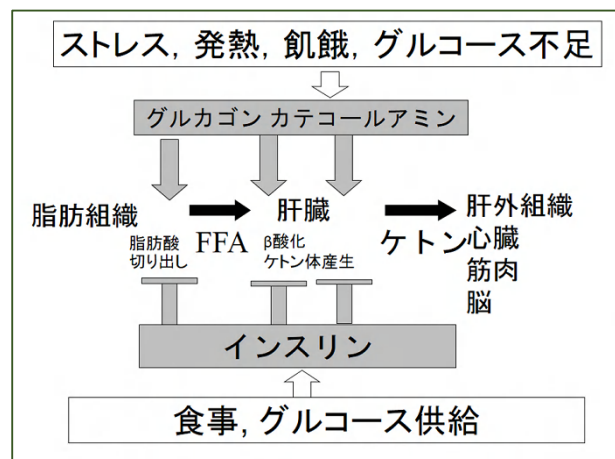 ストレス, 発熱, 飢餓, グルコース不足
グルカゴン カテコールアミン
脂肪組織
脂肪酸
切り出し
FFA
肝臓
β酸化
ケトン体産生
ケトン
肝外組織
心臓
筋肉
脳
インスリン
食事, グルコース供給